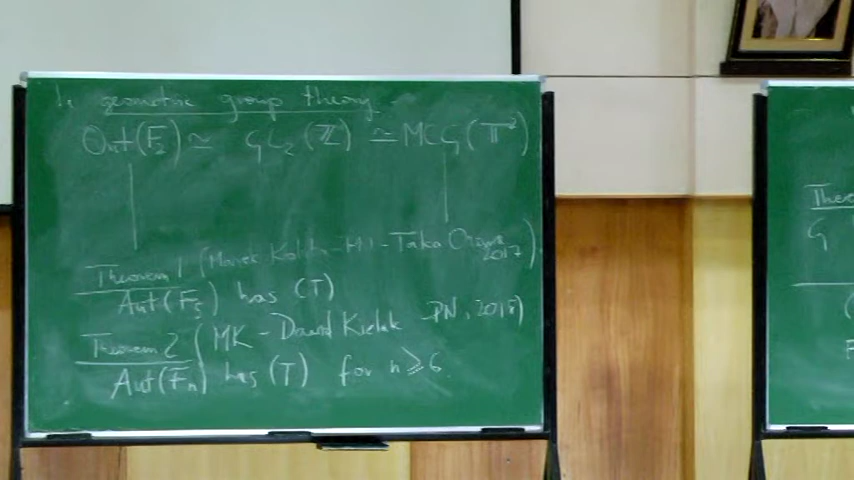 1. geometric group theory -
Out(F₂) ≃ GL₂(ℤ) ≃ MCG(𝕋²)
Theorem 1 (Marek Kaluba - PN - Taka Ozawa 2017)
Aut(F₅) has (T)
Theorem 2 (MK - Dawid Kielak - PN, 2018)
Aut(Fₙ) has (T) for n ⩾ 6.
G